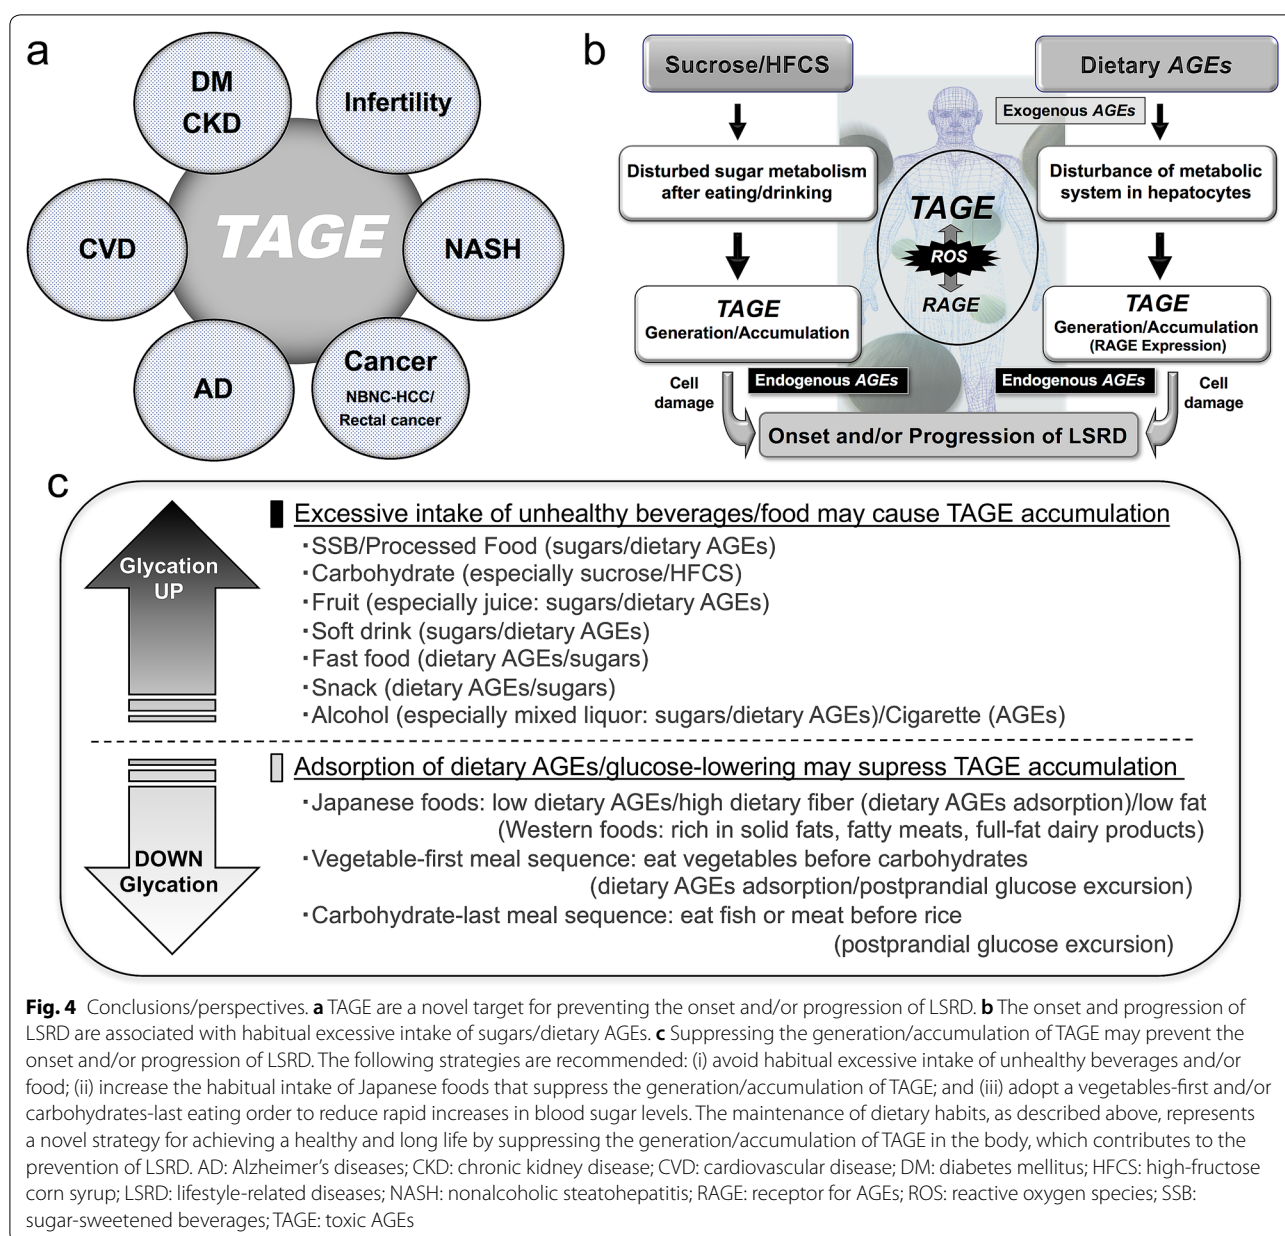 a
DM
CKD
Infertility
CVD
TAGE
NASH
AD
Cancer
NBNC-HCC/
Rectal cancer
b
Sucrose/HFCS
Dietary AGEs
Exogenous AGEs
Disturbed sugar metabolism
after eating/drinking
Disturbance of metabolic
system in hepatocytes
TAGE
ROS
RAGE
TAGE
Generation/Accumulation
TAGE
Generation/Accumulation
(RAGE Expression)
Cell
damage
Endogenous AGEs
Endogenous AGEs
Cell
damage
Onset and/or Progression of LSRD
c
Glycation
UP
Excessive intake of unhealthy beverages/food may cause TAGE accumulation
・SSB/Processed Food (sugars/dietary AGEs)
・Carbohydrate (especially sucrose/HFCS)
・Fruit (especially juice: sugars/dietary AGEs)
・Soft drink (sugars/dietary AGEs)
・Fast food (dietary AGEs/sugars)
・Snack (dietary AGEs/sugars)
・Alcohol (especially mixed liquor: sugars/dietary AGEs)/Cigarette (AGEs)
DOWN
Glycation
Adsorption of dietary AGEs/glucose-lowering may supress TAGE accumulation
・Japanese foods: low dietary AGEs/high dietary fiber (dietary AGEs adsorption)/low fat
(Western foods: rich in solid fats, fatty meats, full-fat dairy products)
・Vegetable-first meal sequence: eat vegetables before carbohydrates
(dietary AGEs adsorption/postprandial glucose excursion)
・Carbohydrate-last meal sequence: eat fish or meat before rice
(postprandial glucose excursion)
Fig. 4 Conclusions/perspectives. a TAGE are a novel target for preventing the onset and/or progression of LSRD. b The onset and progression of
LSRD are associated with habitual excessive intake of sugars/dietary AGEs. c Suppressing the generation/accumulation of TAGE may prevent the
onset and/or progression of LSRD. The following strategies are recommended: (i) avoid habitual excessive intake of unhealthy beverages and/or
food; (ii) increase the habitual intake of Japanese foods that suppress the generation/accumulation of TAGE; and (iii) adopt a vegetables-first and/or
carbohydrates-last eating order to reduce rapid increases in blood sugar levels. The maintenance of dietary habits, as described above, represents
a novel strategy for achieving a healthy and long life by suppressing the generation/accumulation of TAGE in the body, which contributes to the
prevention of LSRD. AD: Alzheimer's diseases; CKD: chronic kidney disease; CVD: cardiovascular disease; DM: diabetes mellitus; HFCS: high-fructose
corn syrup; LSRD: lifestyle-related diseases; NASH: nonalcoholic steatohepatitis; RAGE: receptor for AGEs; ROS: reactive oxygen species; SSB:
sugar-sweetened beverages; TAGE: toxic AGEs